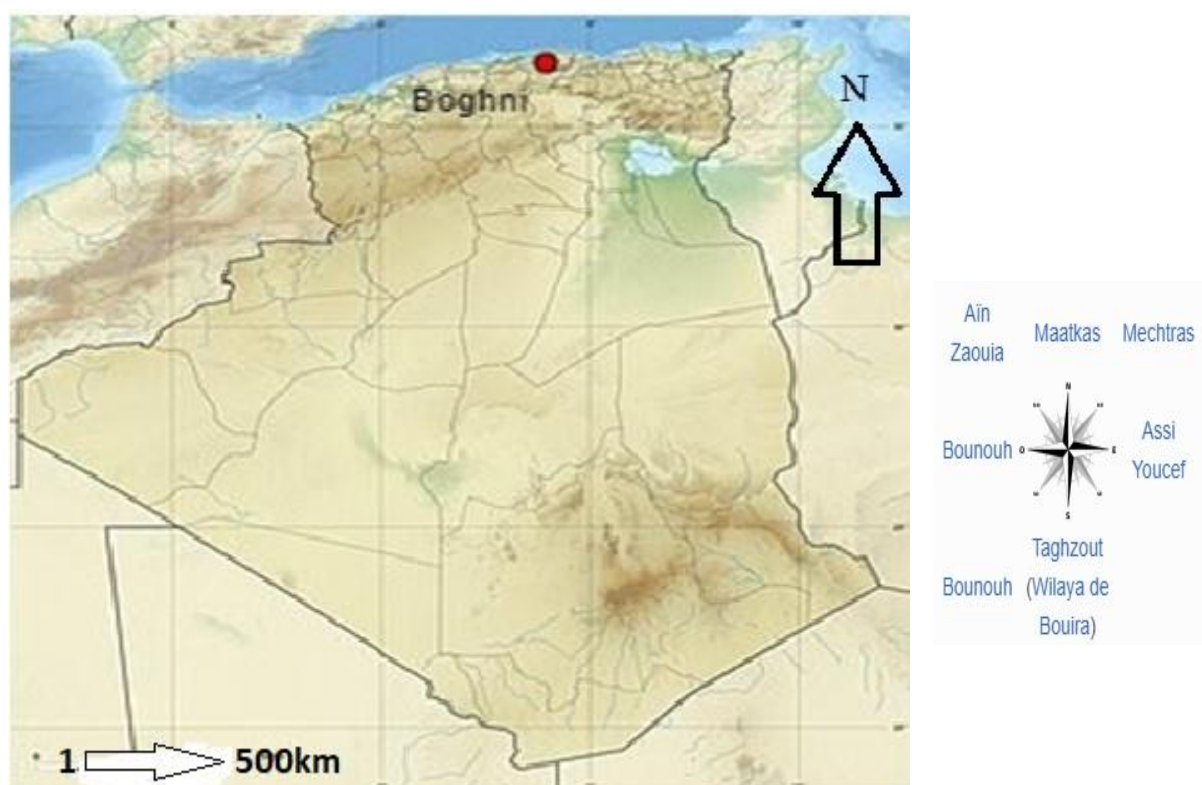 Boghni
N
1 500km
Aïn
Zaouia
Maatkas
Mechtras
N
Bounouh
O
E
Assi
Youcef
S
Bounouh
Taghzout
(Wilaya de
Bouira)